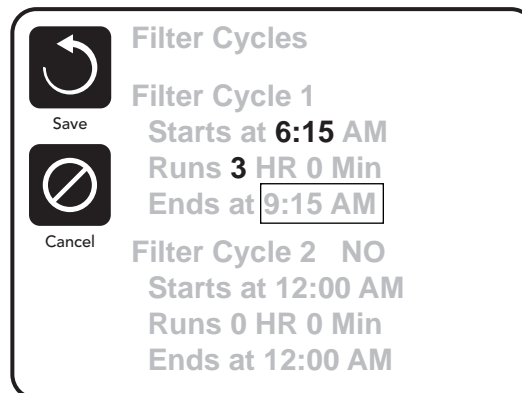 Filter Cycles
Save
Filter Cycle 1
Starts at 6:15 AM
Runs 3 HR 0 Min
Ends at 9:15 AM
Cancel
Filter Cycle 2 NO
Starts at 12:00 AM
Runs 0 HR 0 Min
Ends at 12:00 AM